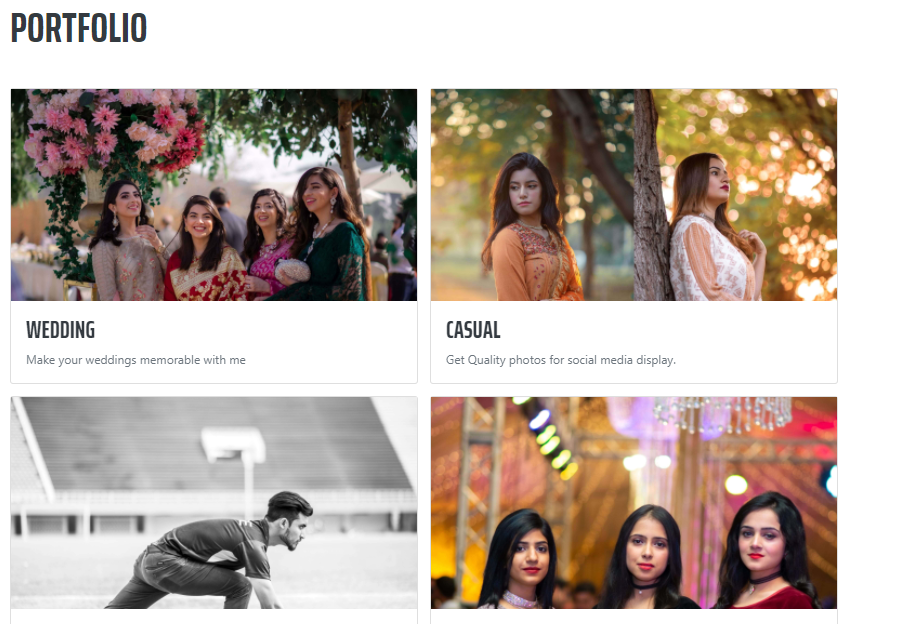 PORTFOLIO
WEDDING
Make your weddings memorable with me
CASUAL
Get Quality photos for social media display.